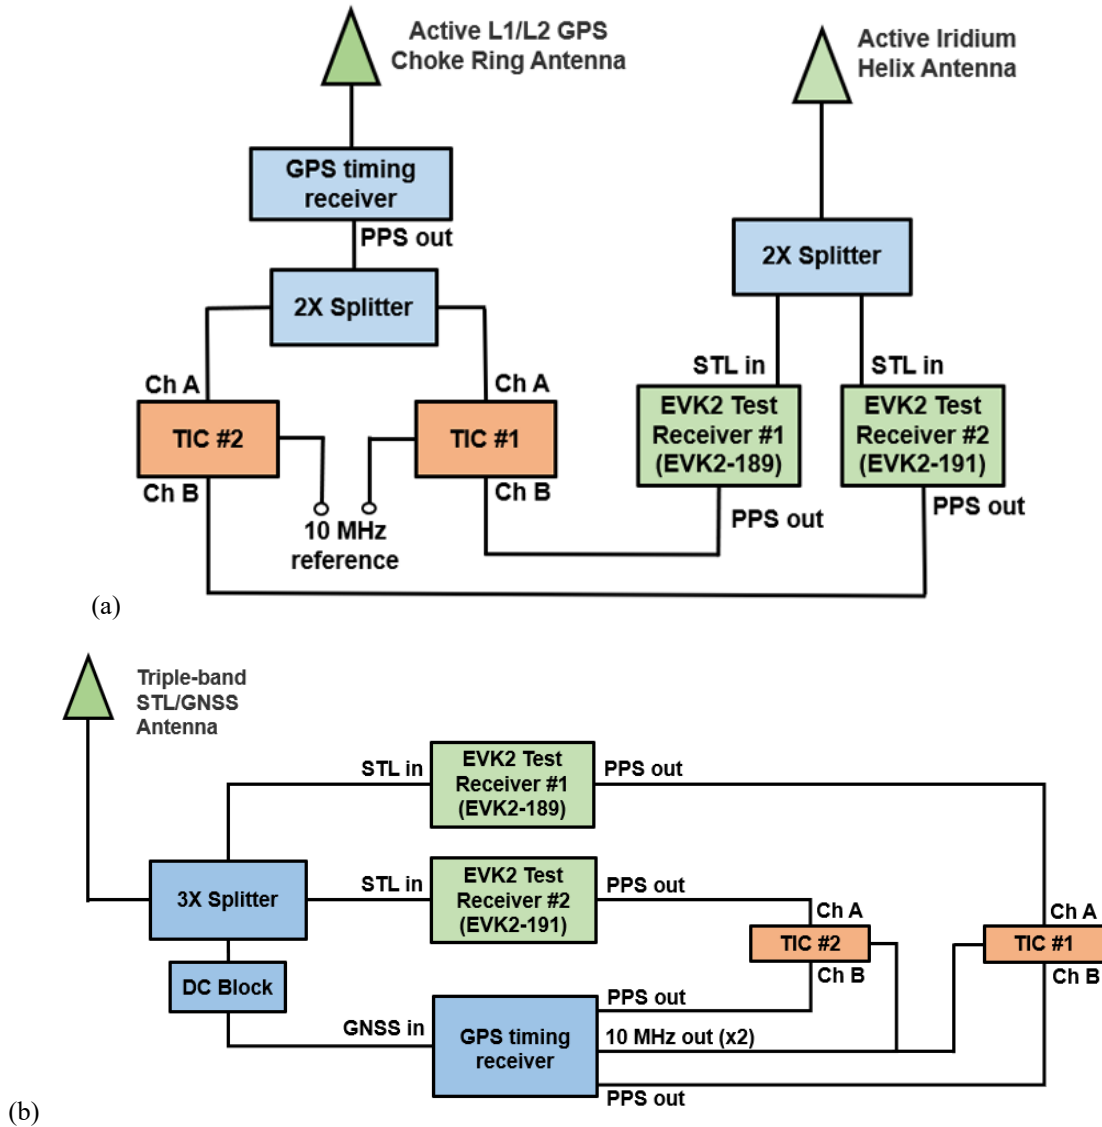 Active L1/L2 GPS
Choke Ring Antenna
Active Iridium
Helix Antenna
GPS timing
receiver
PPS out
2X Splitter
2X Splitter
Ch A
Ch A
STL in
STL in
TIC #2
TIC #1
EVK2 Test
Receiver #1
(EVK2-189)
EVK2 Test
Receiver #2
(EVK2-191)
Ch B
Ch B
10 MHz
reference
PPS out
PPS out
(a)
Triple-band
STL/GNSS
Antenna
STL in
EVK2 Test
Receiver #1
(EVK2-189)
PPS out
3X Splitter
STL in
EVK2 Test
Receiver #2
(EVK2-191)
PPS out
Ch A
TIC #2
Ch B
Ch A
TIC #1
Ch B
DC Block
GNSS in
GPS timing
receiver
PPS out
10 MHz out (x2)
PPS out
(b)